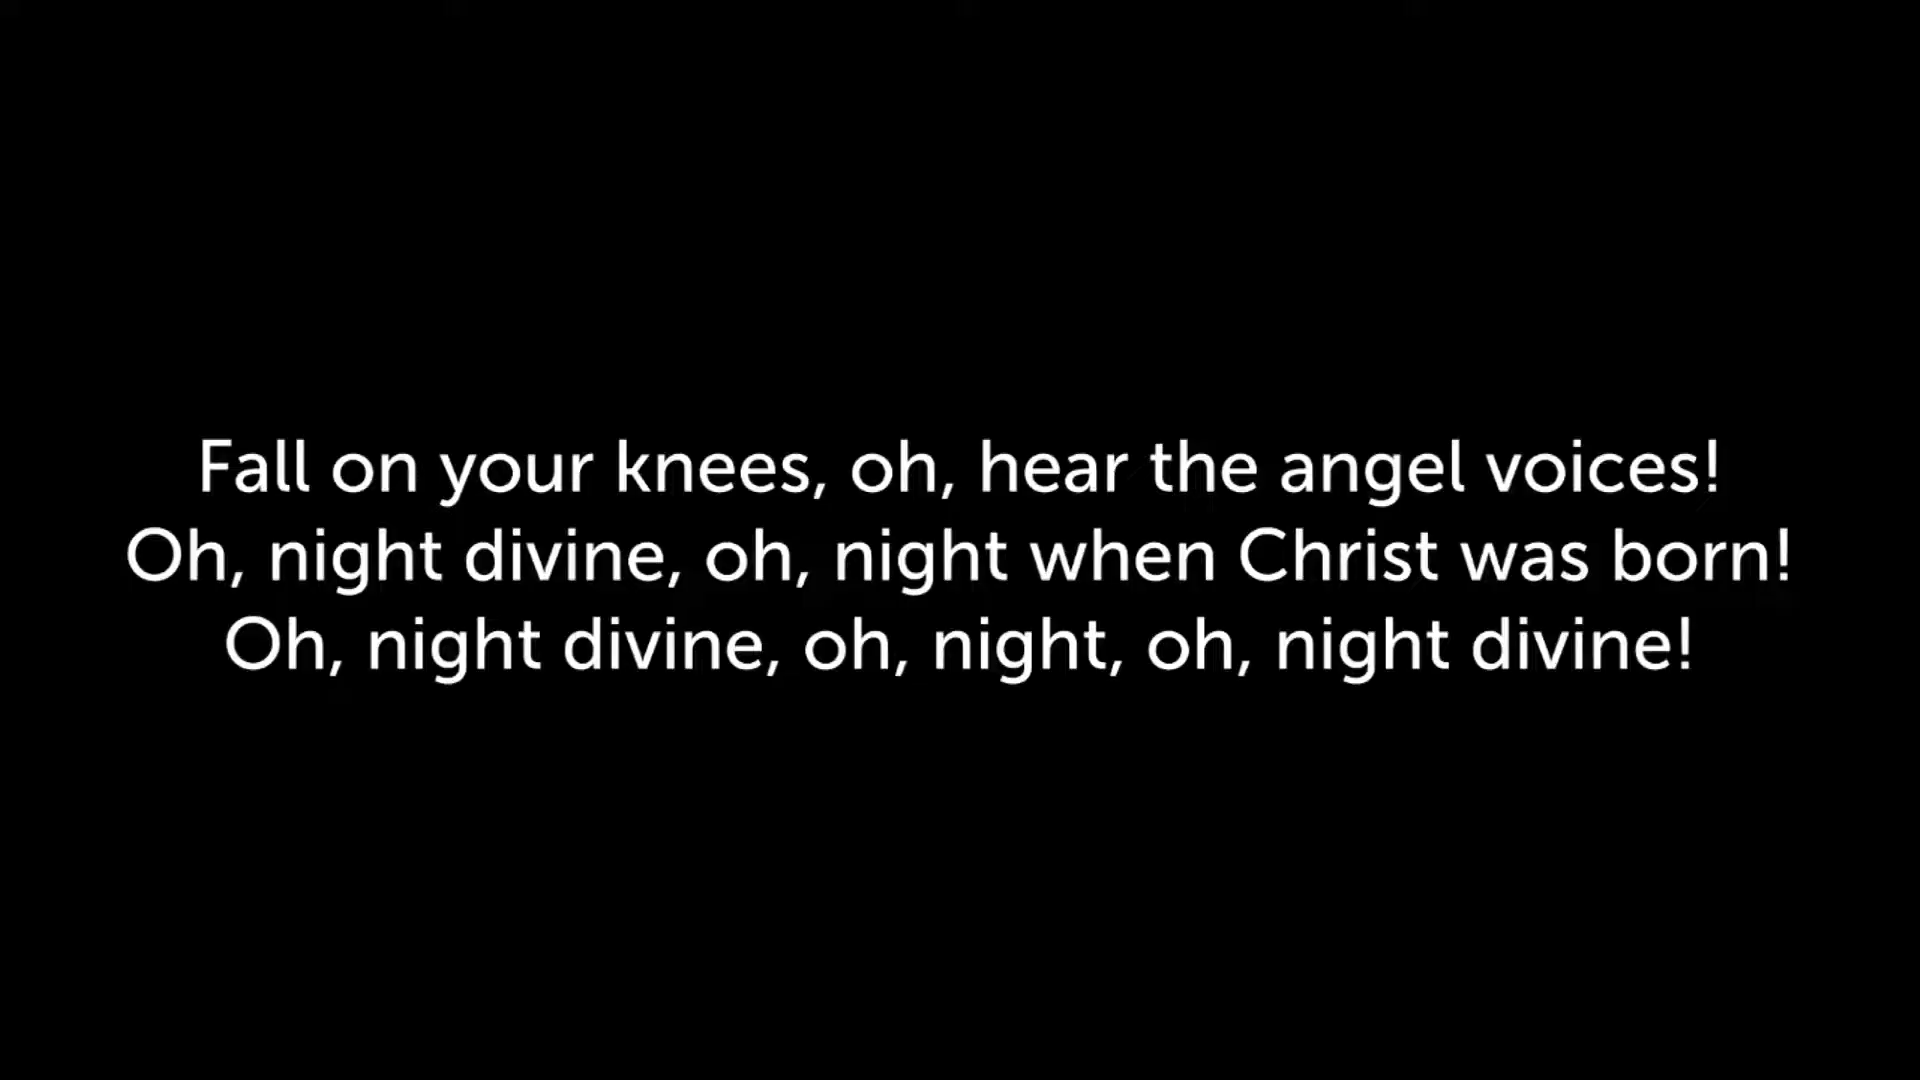 Fall on your knees, oh, hear the angel voices!
Oh, night divine, oh, night when Christ was born!
Oh, night divine, oh, night, oh, night divine!